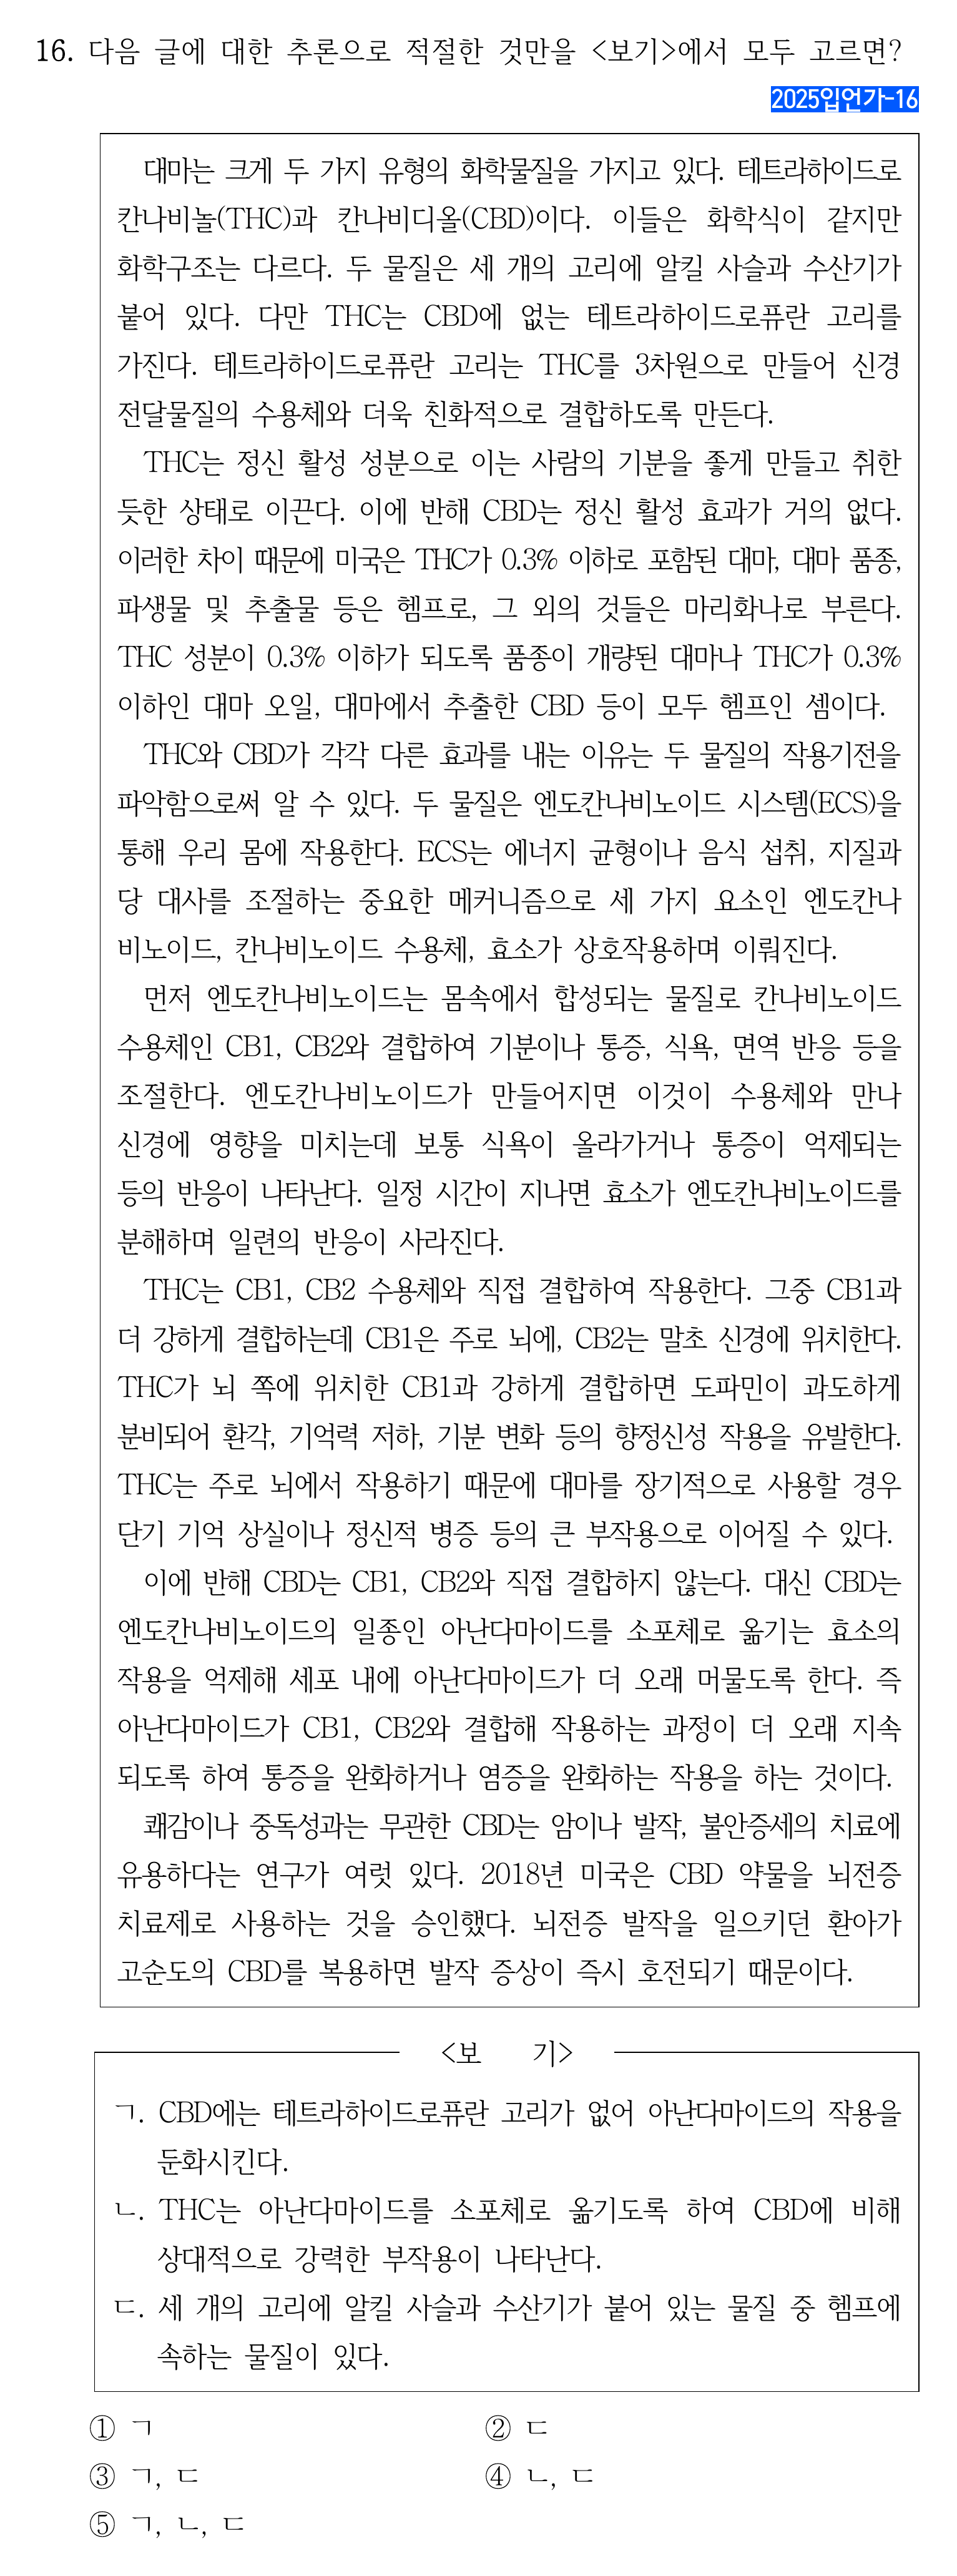 16. 다음 글에 대한 추론으로 적절한 것만을 <보기>에서 모두 고르면?
2025입언가-16
대마는 크게 두 가지 유형의 화학물질을 가지고 있다. 테트라하이드로
칸나비놀(THC)과 칸나비디올(CBD)이다. 이들은 화학식이 같지만
화학구조는 다르다. 두 물질은 세 개의 고리에 알킬 사슬과 수산기가
붙어 있다. 다만 THC는 CBD에 없는 테트라하이드로퓨란 고리를
가진다. 테트라하이드로퓨란 고리는 THC를 3차원으로 만들어 신경
전달물질의 수용체와 더욱 친화적으로 결합하도록 만든다.
THC는 정신 활성 성분으로 이는 사람의 기분을 좋게 만들고 취한
듯한 상태로 이끈다. 이에 반해 CBD는 정신 활성 효과가 거의 없다.
이러한 차이 때문에 미국은 THC가 0.3% 이하로 포함된 대마, 대마 품종,
파생물 및 추출물 등은 헴프로, 그 외의 것들은 마리화나로 부른다.
THC 성분이 0.3% 이하가 되도록 품종이 개량된 대마나 THC가 0.3%
이하인 대마 오일, 대마에서 추출한 CBD 등이 모두 헴프인 셈이다.
THC와 CBD가 각각 다른 효과를 내는 이유는 두 물질의 작용기전을
파악함으로써 알 수 있다. 두 물질은 엔도칸나비노이드 시스템(ECS)을
통해 우리 몸에 작용한다. ECS는 에너지 균형이나 음식 섭취, 지질과
당 대사를 조절하는 중요한 메커니즘으로 세 가지 요소인 엔도칸나
비노이드, 칸나비노이드 수용체, 효소가 상호작용하며 이뤄진다.
먼저 엔도칸나비노이드는 몸속에서 합성되는 물질로 칸나비노이드
수용체인 CB1, CB2와 결합하여 기분이나 통증, 식욕, 면역 반응 등을
조절한다. 엔도칸나비노이드가 만들어지면 이것이 수용체와 만나
신경에 영향을 미치는데 보통 식욕이 올라가거나 통증이 억제되는
등의 반응이 나타난다. 일정 시간이 지나면 효소가 엔도칸나비노이드를
분해하며 일련의 반응이 사라진다.
THC는 CB1, CB2 수용체와 직접 결합하여 작용한다. 그중 CB1과
더 강하게 결합하는데 CB1은 주로 뇌에, CB2는 말초 신경에 위치한다.
THC가 뇌 쪽에 위치한 CB1과 강하게 결합하면 도파민이 과도하게
분비되어 환각, 기억력 저하, 기분 변화 등의 향정신성 작용을 유발한다.
THC는 주로 뇌에서 작용하기 때문에 대마를 장기적으로 사용할 경우
단기 기억 상실이나 정신적 병증 등의 큰 부작용으로 이어질 수 있다.
이에 반해 CBD는 CB1, CB2와 직접 결합하지 않는다. 대신 CBD는
엔도칸나비노이드의 일종인 아난다마이드를 소포체로 옮기는 효소의
작용을 억제해 세포 내에 아난다마이드가 더 오래 머물도록 한다. 즉
아난다마이드가 CB1, CB2와 결합해 작용하는 과정이 더 오래 지속
되도록 하여 통증을 완화하거나 염증을 완화하는 작용을 하는 것이다.
쾌감이나 중독성과는 무관한 CBD는 암이나 발작, 불안증세의 치료에
유용하다는 연구가 여럿 있다. 2018년 미국은 CBD 약물을 뇌전증
치료제로 사용하는 것을 승인했다. 뇌전증 발작을 일으키던 환아가
고순도의 CBD를 복용하면 발작 증상이 즉시 호전되기 때문이다.
<보 기>
ㄱ. CBD에는 테트라하이드로퓨란 고리가 없어 아난다마이드의 작용을
둔화시킨다.
ㄴ. THC는 아난다마이드를 소포체로 옮기도록 하여 CBD에 비해
상대적으로 강력한 부작용이 나타난다.
ㄷ. 세 개의 고리에 알킬 사슬과 수산기가 붙어 있는 물질 중 헴프에
속하는 물질이 있다.
① ㄱ ② ㄷ
③ ㄱ, ㄷ ④ ㄴ, ㄷ
⑤ ㄱ, ㄴ, ㄷ